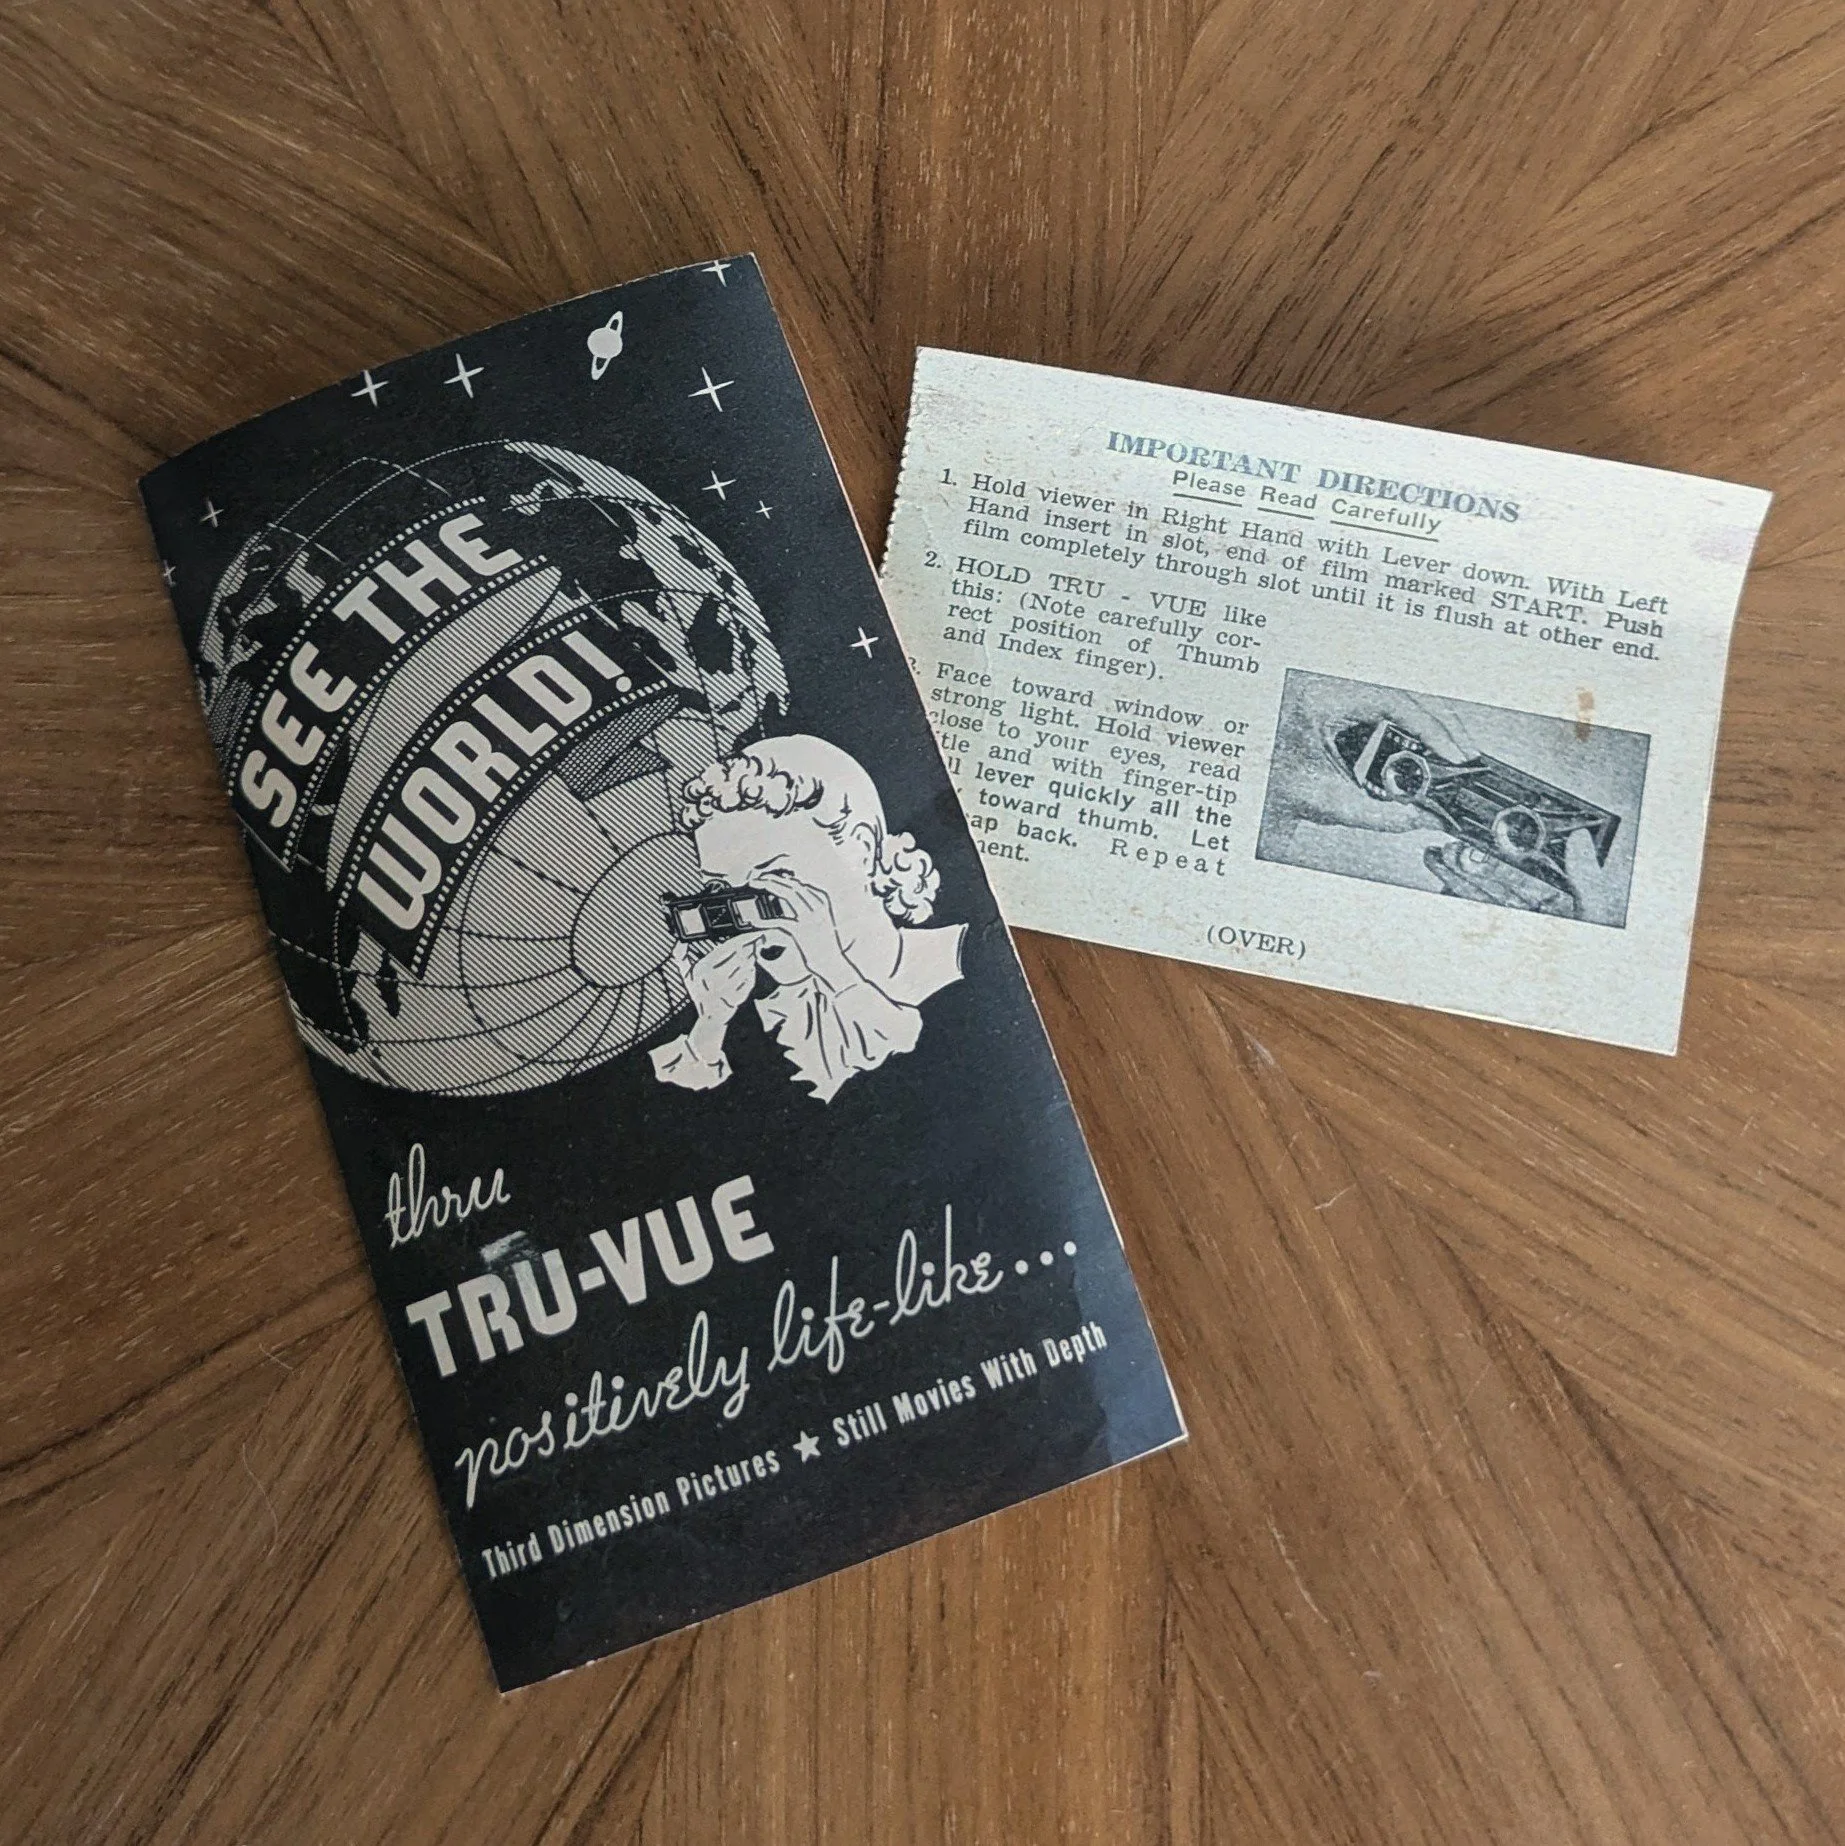 SEE THE
WORLD!
thru
TRU-VUE
positively life-like...
Third Dimension Pictures ★ Still Movies With Depth
IMPORTANT DIRECTIONS
Please Read Carefully
1. Hold viewer in Right Hand with Lever down. With Left
Hand insert in slot, end of film marked START. Push
film completely through slot until it is flush at other end.
2. HOLD TRU - VUE like
this: (Note carefully cor-
rect position of Thumb
and Index finger).
Face toward window or
strong light. Hold viewer
close to your eyes, read
and with finger-tip
lever quickly all the
toward thumb. Let
back. Repeat
(OVER)